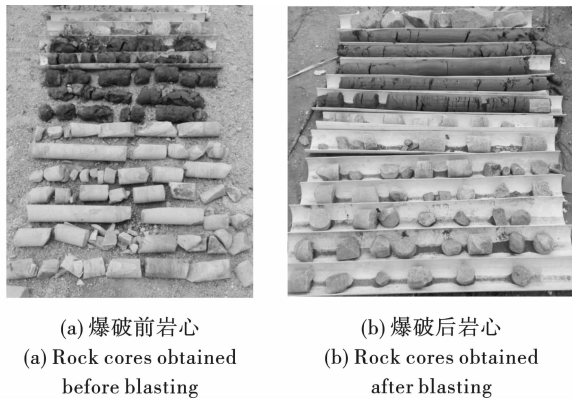 (a) 爆破前岩心
(a) Rock cores obtained
before blasting
(b) 爆破后岩心
(b) Rock cores obtained
after blasting